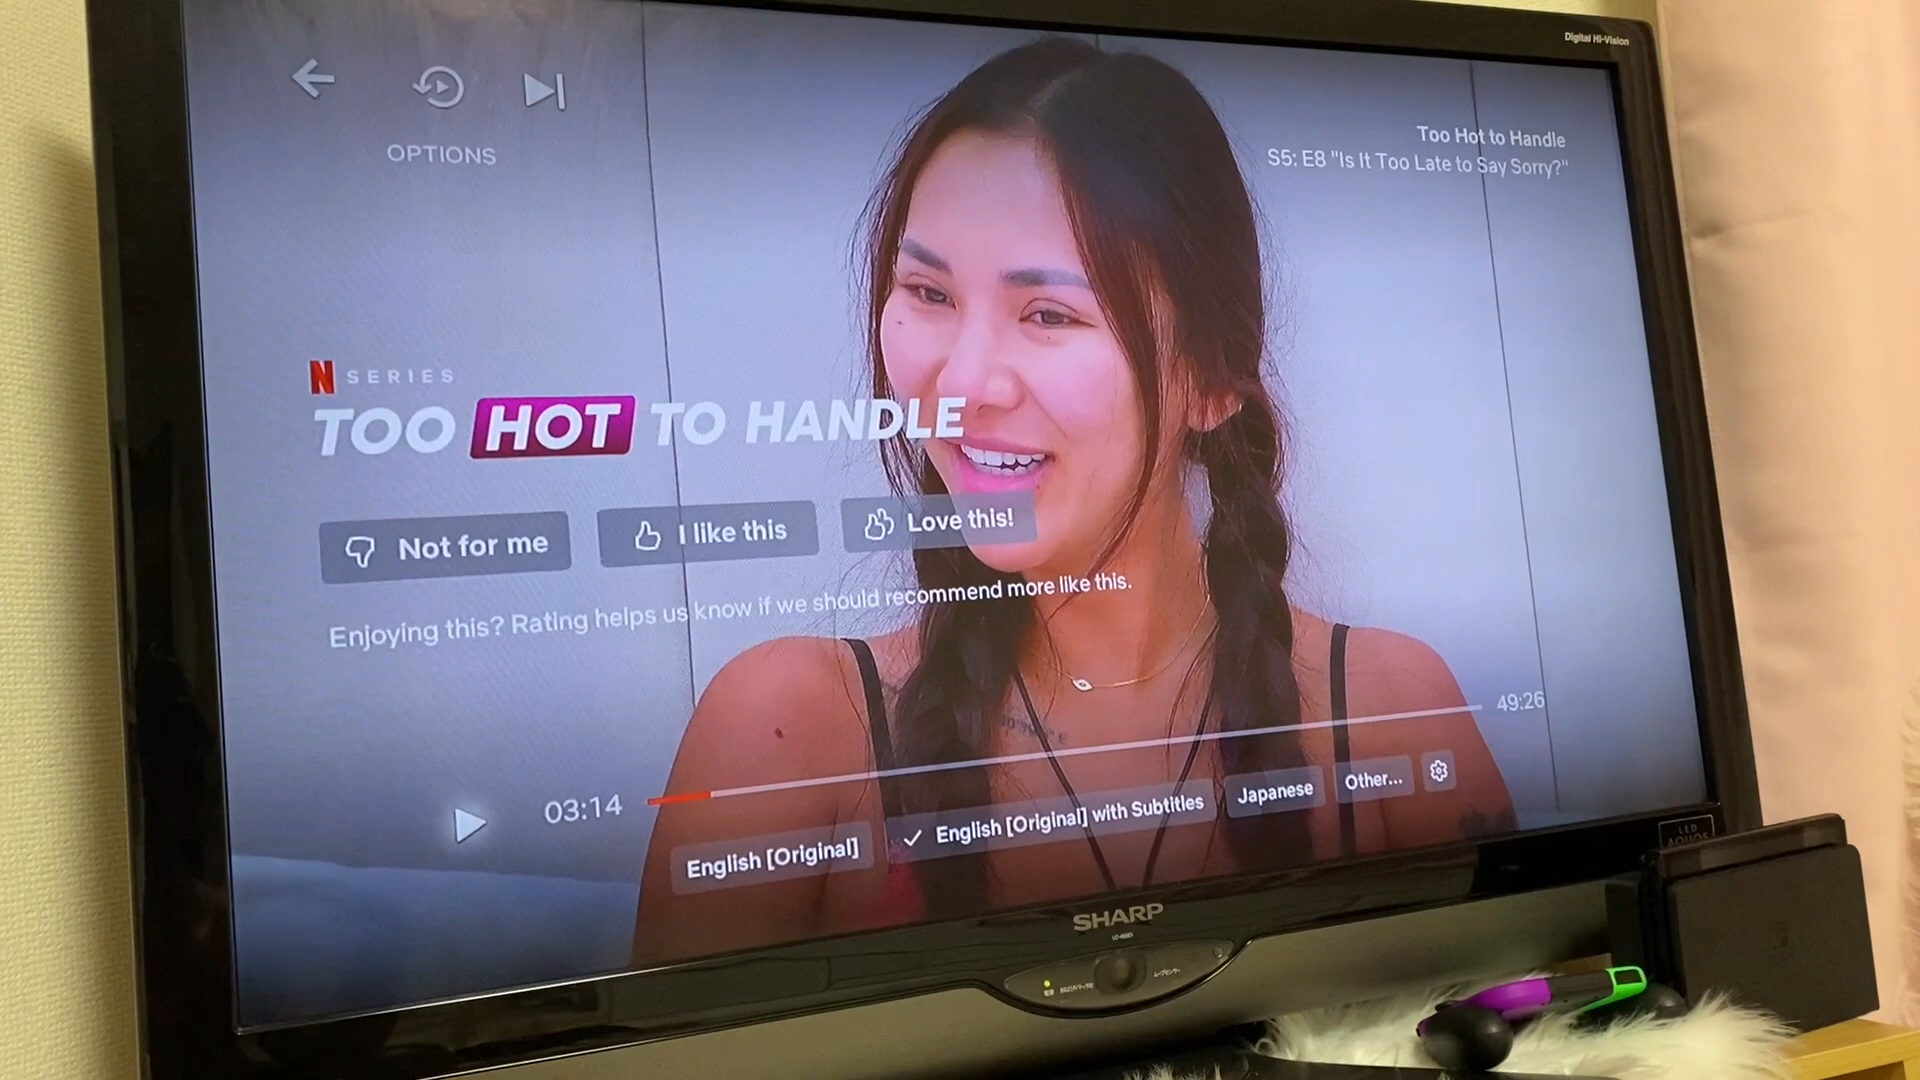 Digital Hi-Vision
OPTIONS
Too Hot to Handle
S5: E8 "Is It Too Late to Say Sorry?"
N SERIES
TOO HOT TO HANDLE
Not for me
I like this
Love this!
Enjoying this? Rating helps us know if we should recommend more like this.
49:26
03:14
English [Original]
English [Original] with Subtitles
Japanese
Other...
LED
AQUOS
SHARP